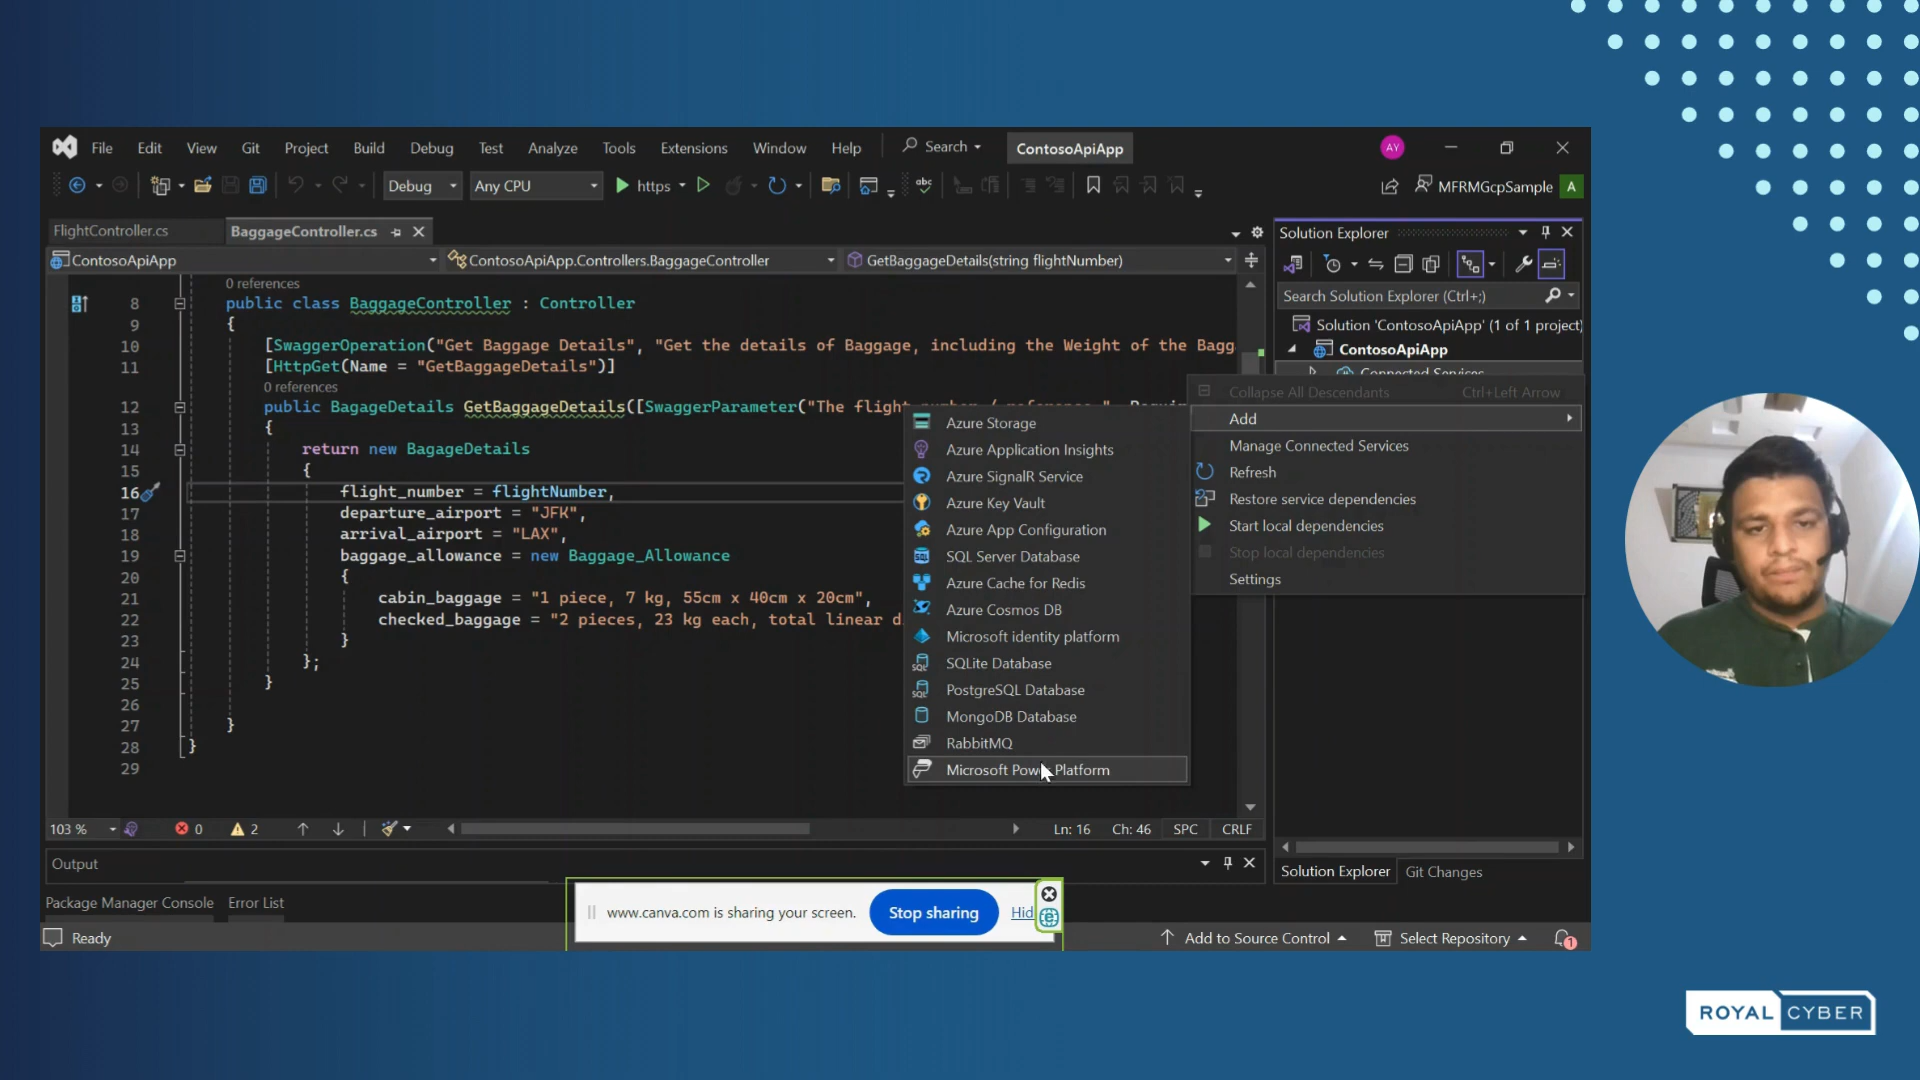 File Edit View Git Project Build Debug Test Analyze Tools Extensions Window Help Search ContosoApiApp AY
Debug Any CPU https abc MFRMGcpSample A
FlightController.cs BaggageController.cs
ContosoApiApp ContosoApiApp.Controllers.BaggageController GetBaggageDetails(string flightNumber)
0 references
8 public class BaggageController : Controller
9 {
10 [SwaggerOperation("Get Baggage Details", "Get the details of Baggage, including the Weight of the Bagg
11 [HttpGet(Name = "GetBaggageDetails")]
0 references
12 public BagageDetails GetBaggageDetails([SwaggerParameter("The flight
13 {
14 return new BagageDetails
15 {
16 flight_number = flightNumber,
17 departure_airport = "JFK",
18 arrival_airport = "LAX",
19 baggage_allowance = new Baggage_Allowance
20 {
21 cabin_baggage = "1 piece, 7 kg, 55cm x 40cm x 20cm",
22 checked_baggage = "2 pieces, 23 kg each, total linear d
23 }
24 };
25 }
26
27 }
28 }
29
Azure Storage
Azure Application Insights
Azure SignalR Service
Azure Key Vault
Azure App Configuration
SQL Server Database
Azure Cache for Redis
Azure Cosmos DB
Microsoft identity platform
SQLite Database
PostgreSQL Database
MongoDB Database
RabbitMQ
Microsoft Power Platform
Collapse All Descendants Ctrl+Left Arrow
Add
Manage Connected Services
Refresh
Restore service dependencies
Start local dependencies
Stop local dependencies
Settings
Solution Explorer
Search Solution Explorer (Ctrl+;)
Solution 'ContosoApiApp' (1 of 1 project)
ContosoApiApp
Connected Services
103 % 0 2 Ln: 16 Ch: 46 SPC CRLF
Output
Solution Explorer Git Changes
Package Manager Console Error List
www.canva.com is sharing your screen. Stop sharing Hid
Ready Add to Source Control Select Repository 1
ROYAL CYBER